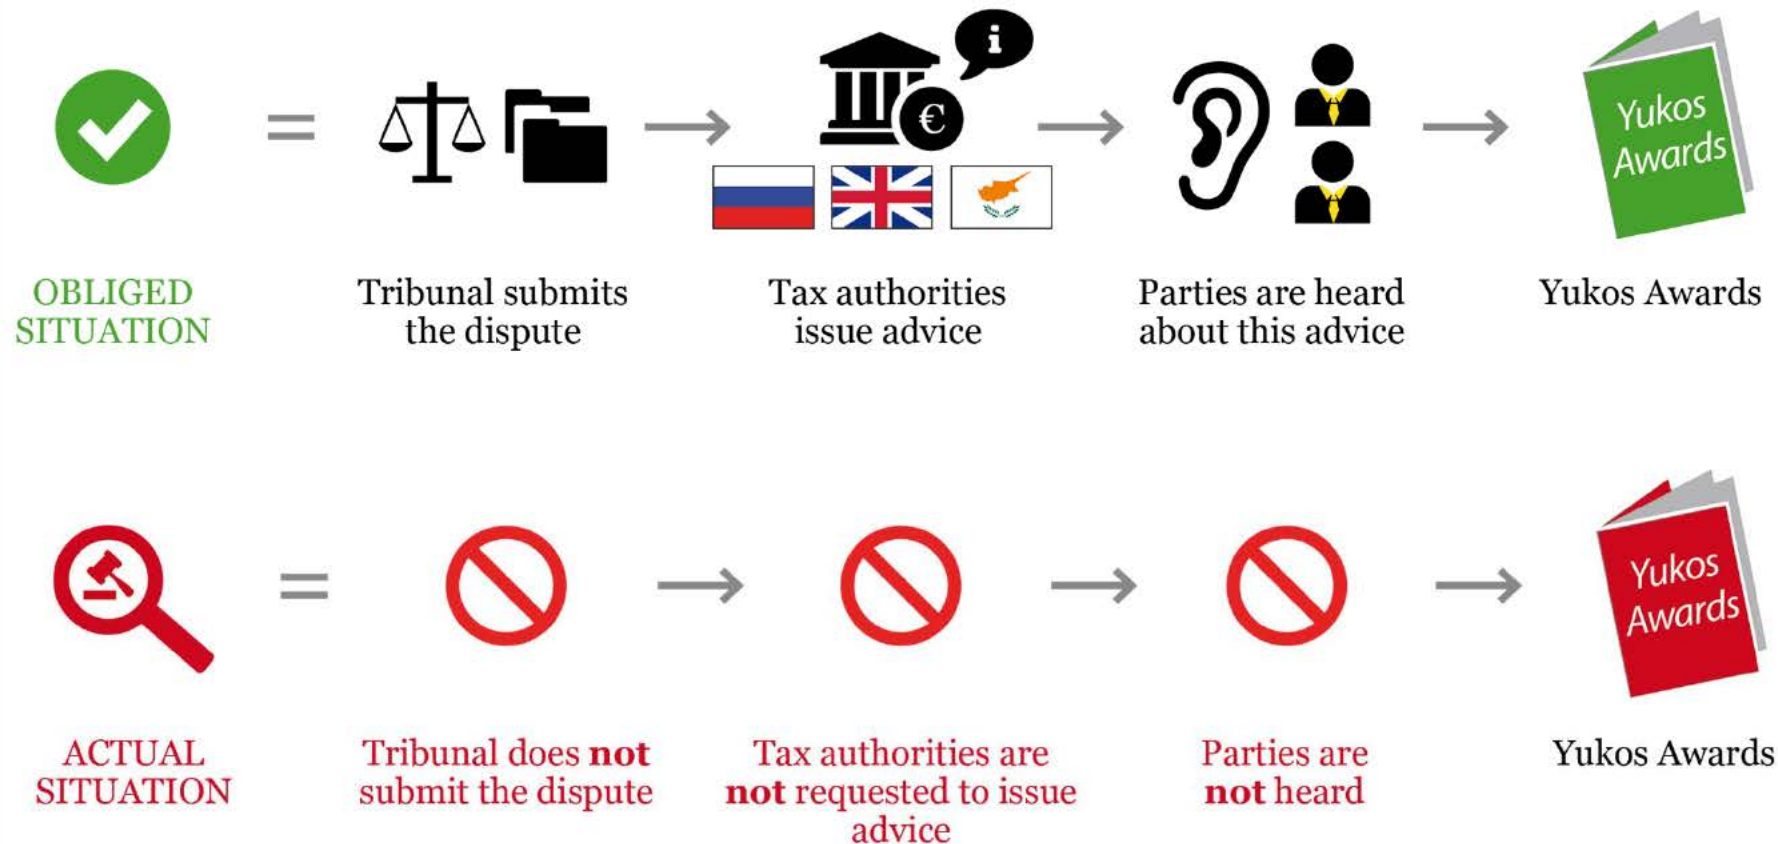 i
€
Yukos
Awards
OBLIGED
SITUATION
Tribunal submits
the dispute
Tax authorities
issue advice
Parties are heard
about this advice
Yukos Awards
Yukos
Awards
ACTUAL
SITUATION
Tribunal does not
submit the dispute
Tax authorities are
not requested to issue
advice
Parties are
not heard
Yukos Awards